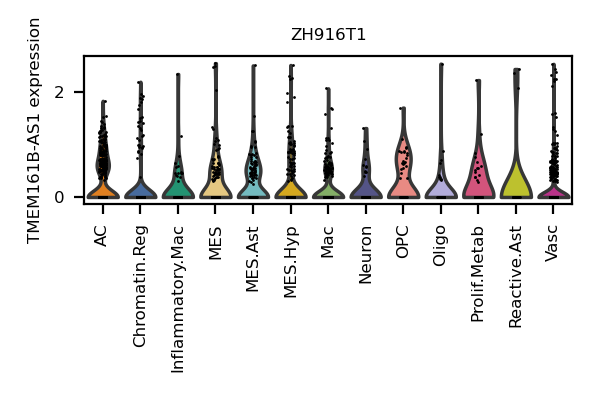 ZH916T1
TMEM161B-AS1 expression
2
0
AC
Chromatin.Reg
Inflammatory.Mac
MES
MES.Ast
MES.Hyp
Mac
Neuron
OPC
Oligo
Prolif.Metab
Reactive.Ast
Vasc